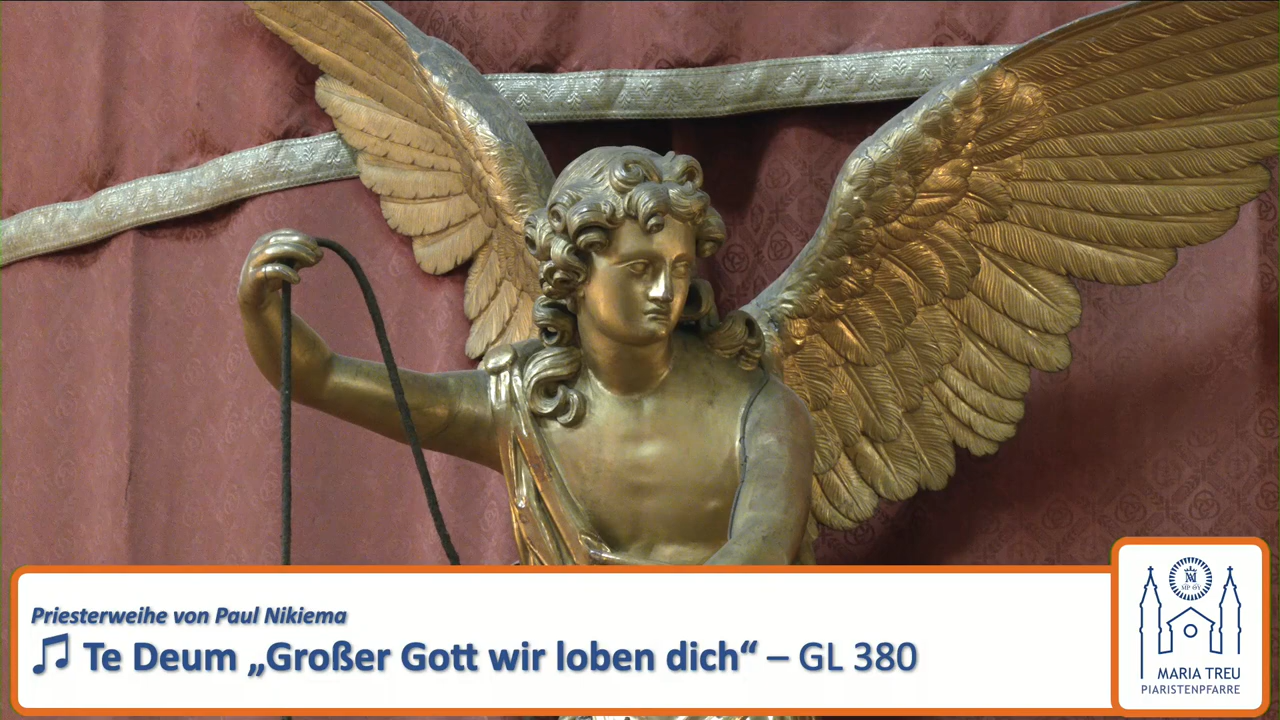 Priesterweihe von Paul Nikiema
♫ Te Deum „Großer Gott wir loben dich“ – GL 380
MARIA TREU
PIARISTENPFARRE